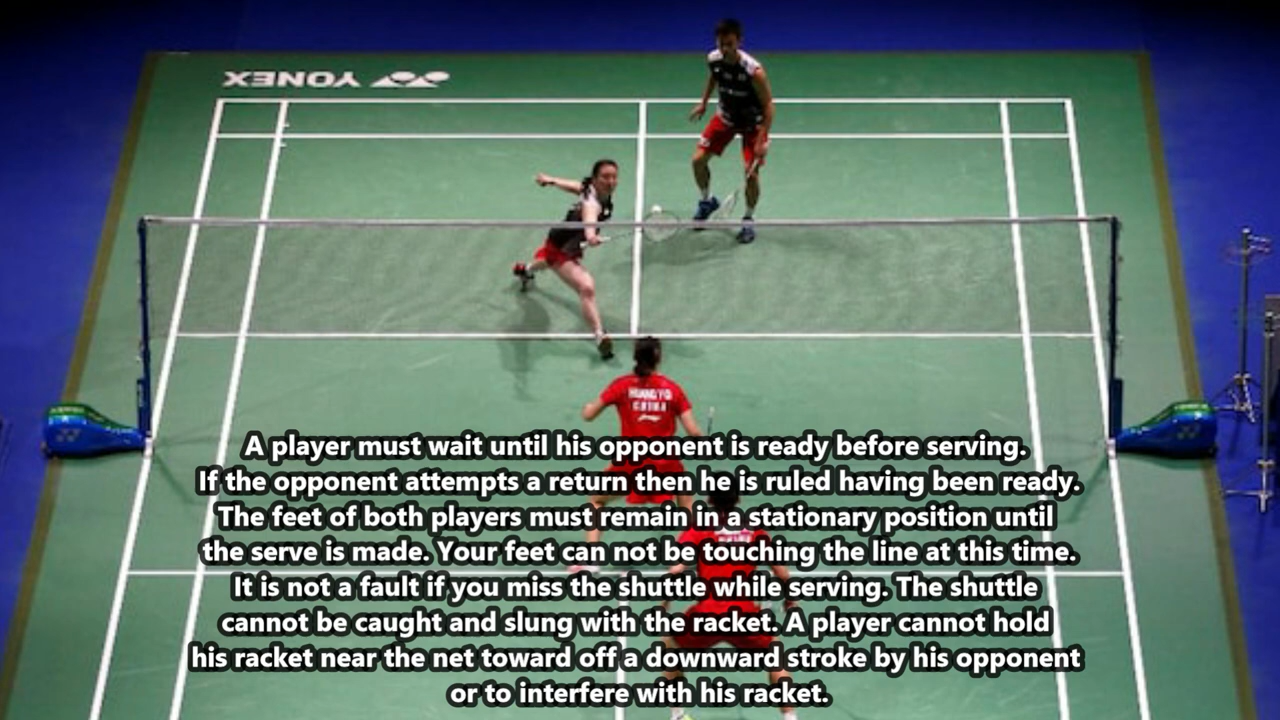 YONEX
HUANG Y Q
CHINA
A player must wait until his opponent is ready before serving.
If the opponent attempts a return then he is ruled having been ready.
The feet of both players must remain in a stationary position until
the serve is made. Your feet can not be touching the line at this time.
It is not a fault if you miss the shuttle while serving. The shuttle
cannot be caught and slung with the racket. A player cannot hold
his racket near the net toward off a downward stroke by his opponent
or to interfere with his racket.